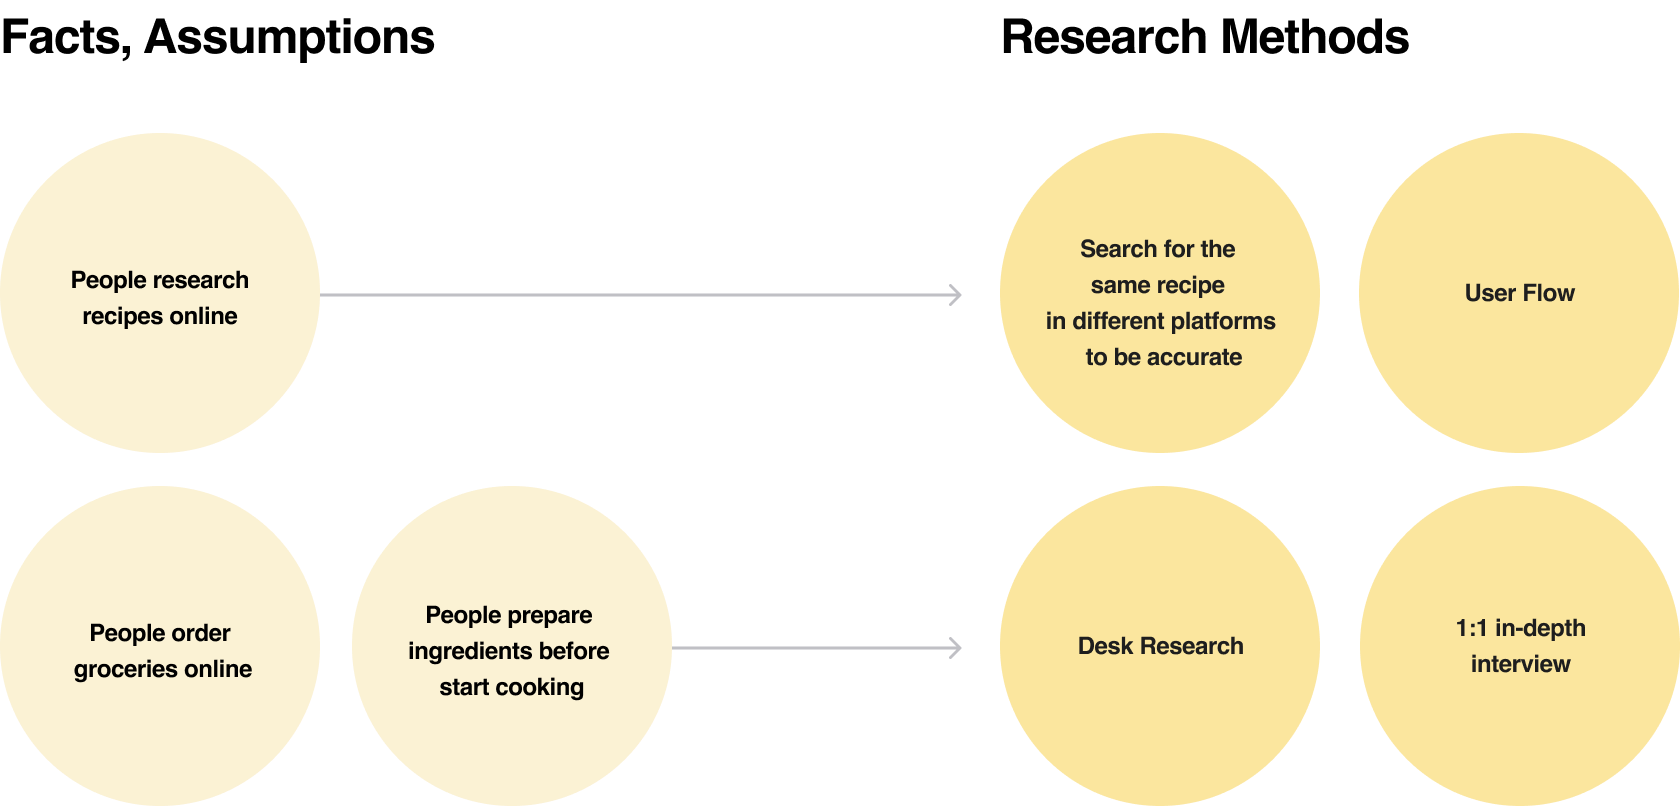 Facts, Assumptions
Research Methods
People research
recipes online
Search for the
same recipe
in different platforms
to be accurate
User Flow
People order
groceries online
People prepare
ingredients before
start cooking
Desk Research
1:1 in-depth
interview